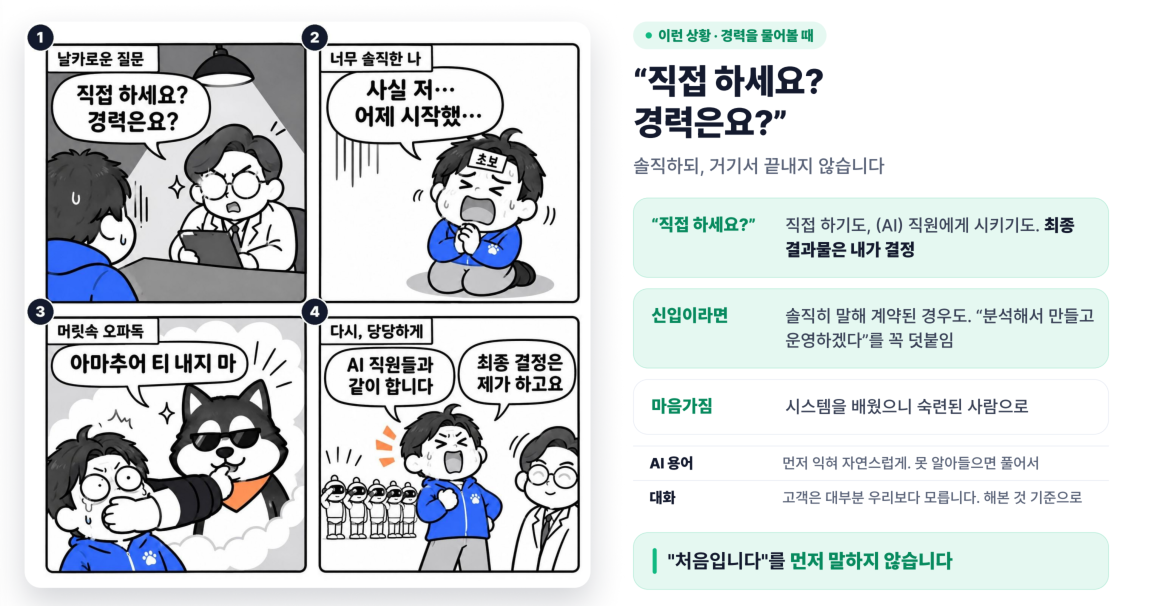 1
날카로운 질문
직접 하세요?
경력은요?
2
너무 솔직한 나
사실 저…
어제 시작했…
초보
3
머릿속 오파독
아마추어 티 내지 마
4
다시, 당당하게
AI 직원들과
같이 합니다
최종 결정은
제가 하고요
이런 상황 · 경력을 물어볼 때
“직접 하세요?
경력은요?”
솔직하되, 거기서 끝내지 않습니다
“직접 하세요?”
직접 하기도, (AI) 직원에게 시키기도. 최종
결과물은 내가 결정
신입이라면
솔직히 말해 계약된 경우도. “분석해서 만들고
운영하겠다”를 꼭 덧붙임
마음가짐
시스템을 배웠으니 숙련된 사람으로
AI 용어
먼저 익혀 자연스럽게. 못 알아들으면 풀어서
대화
고객은 대부분 우리보다 모릅니다. 해본 것 기준으로
"처음입니다"를 먼저 말하지 않습니다